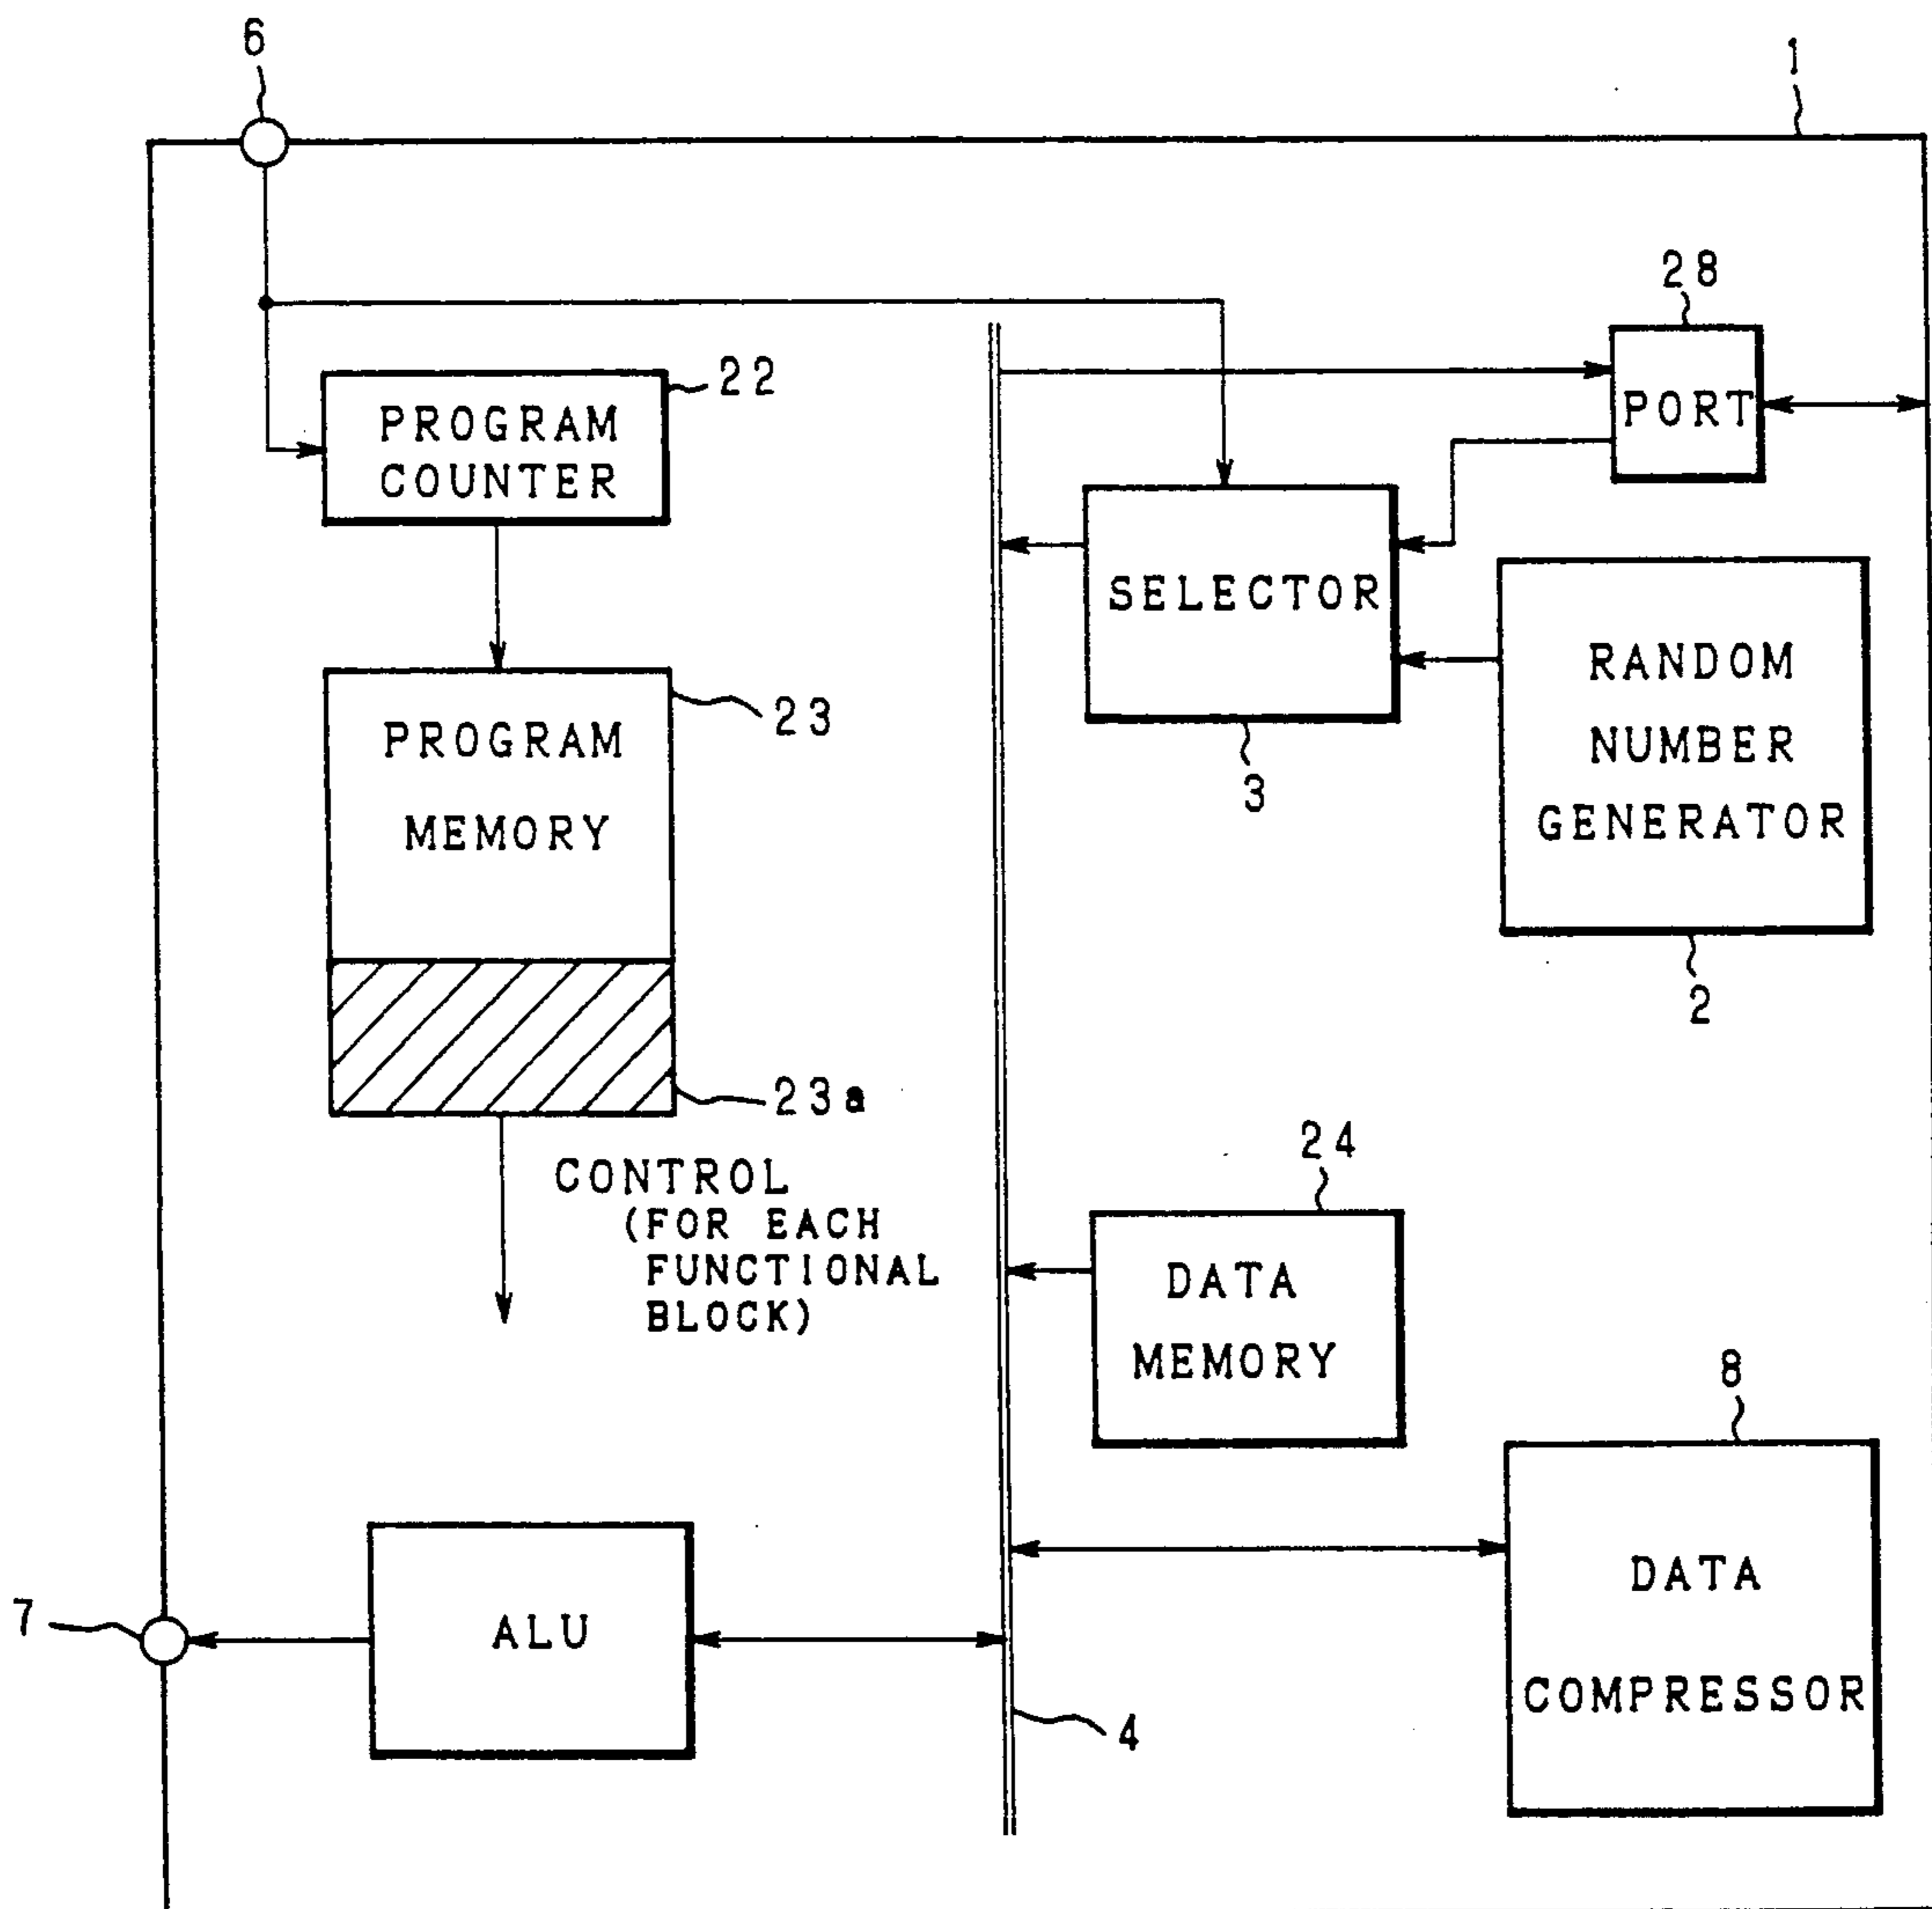 6
1
28
22
PORT
PROGRAM
COUNTER
SELECTOR
23
RANDOM
NUMBER
GENERATOR
PROGRAM
MEMORY
3
2
23a
24
CONTROL
(FOR EACH
FUNCTIONAL
BLOCK)
DATA
MEMORY
8
DATA
COMPRESSOR
7
ALU
4